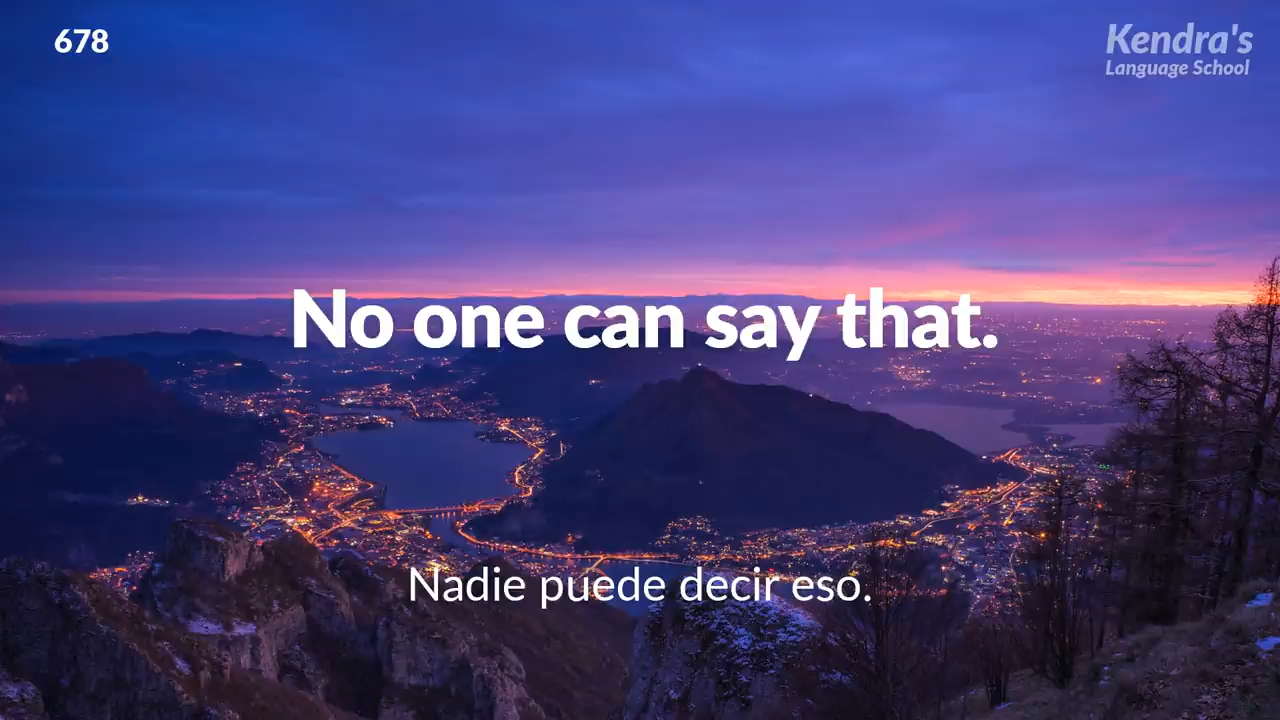 678
Kendra's
Language School
No one can say that.
Nadie puede decir eso.